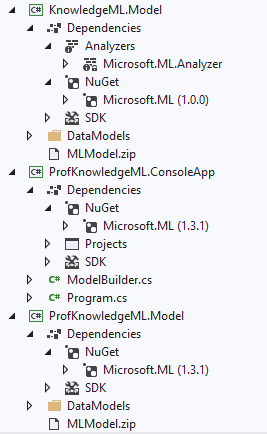 C# KnowledgeML.Model
Dependencies
Analyzers
Microsoft.ML.Analyzer
NuGet
Microsoft.ML (1.0.0)
SDK
DataModels
MLModel.zip
C# ProfKnowledgeML.ConsoleApp
Dependencies
NuGet
Microsoft.ML (1.3.1)
Projects
SDK
C# ModelBuilder.cs
C# Program.cs
C# ProfKnowledgeML.Model
Dependencies
NuGet
Microsoft.ML (1.3.1)
SDK
DataModels
MLModel.zip